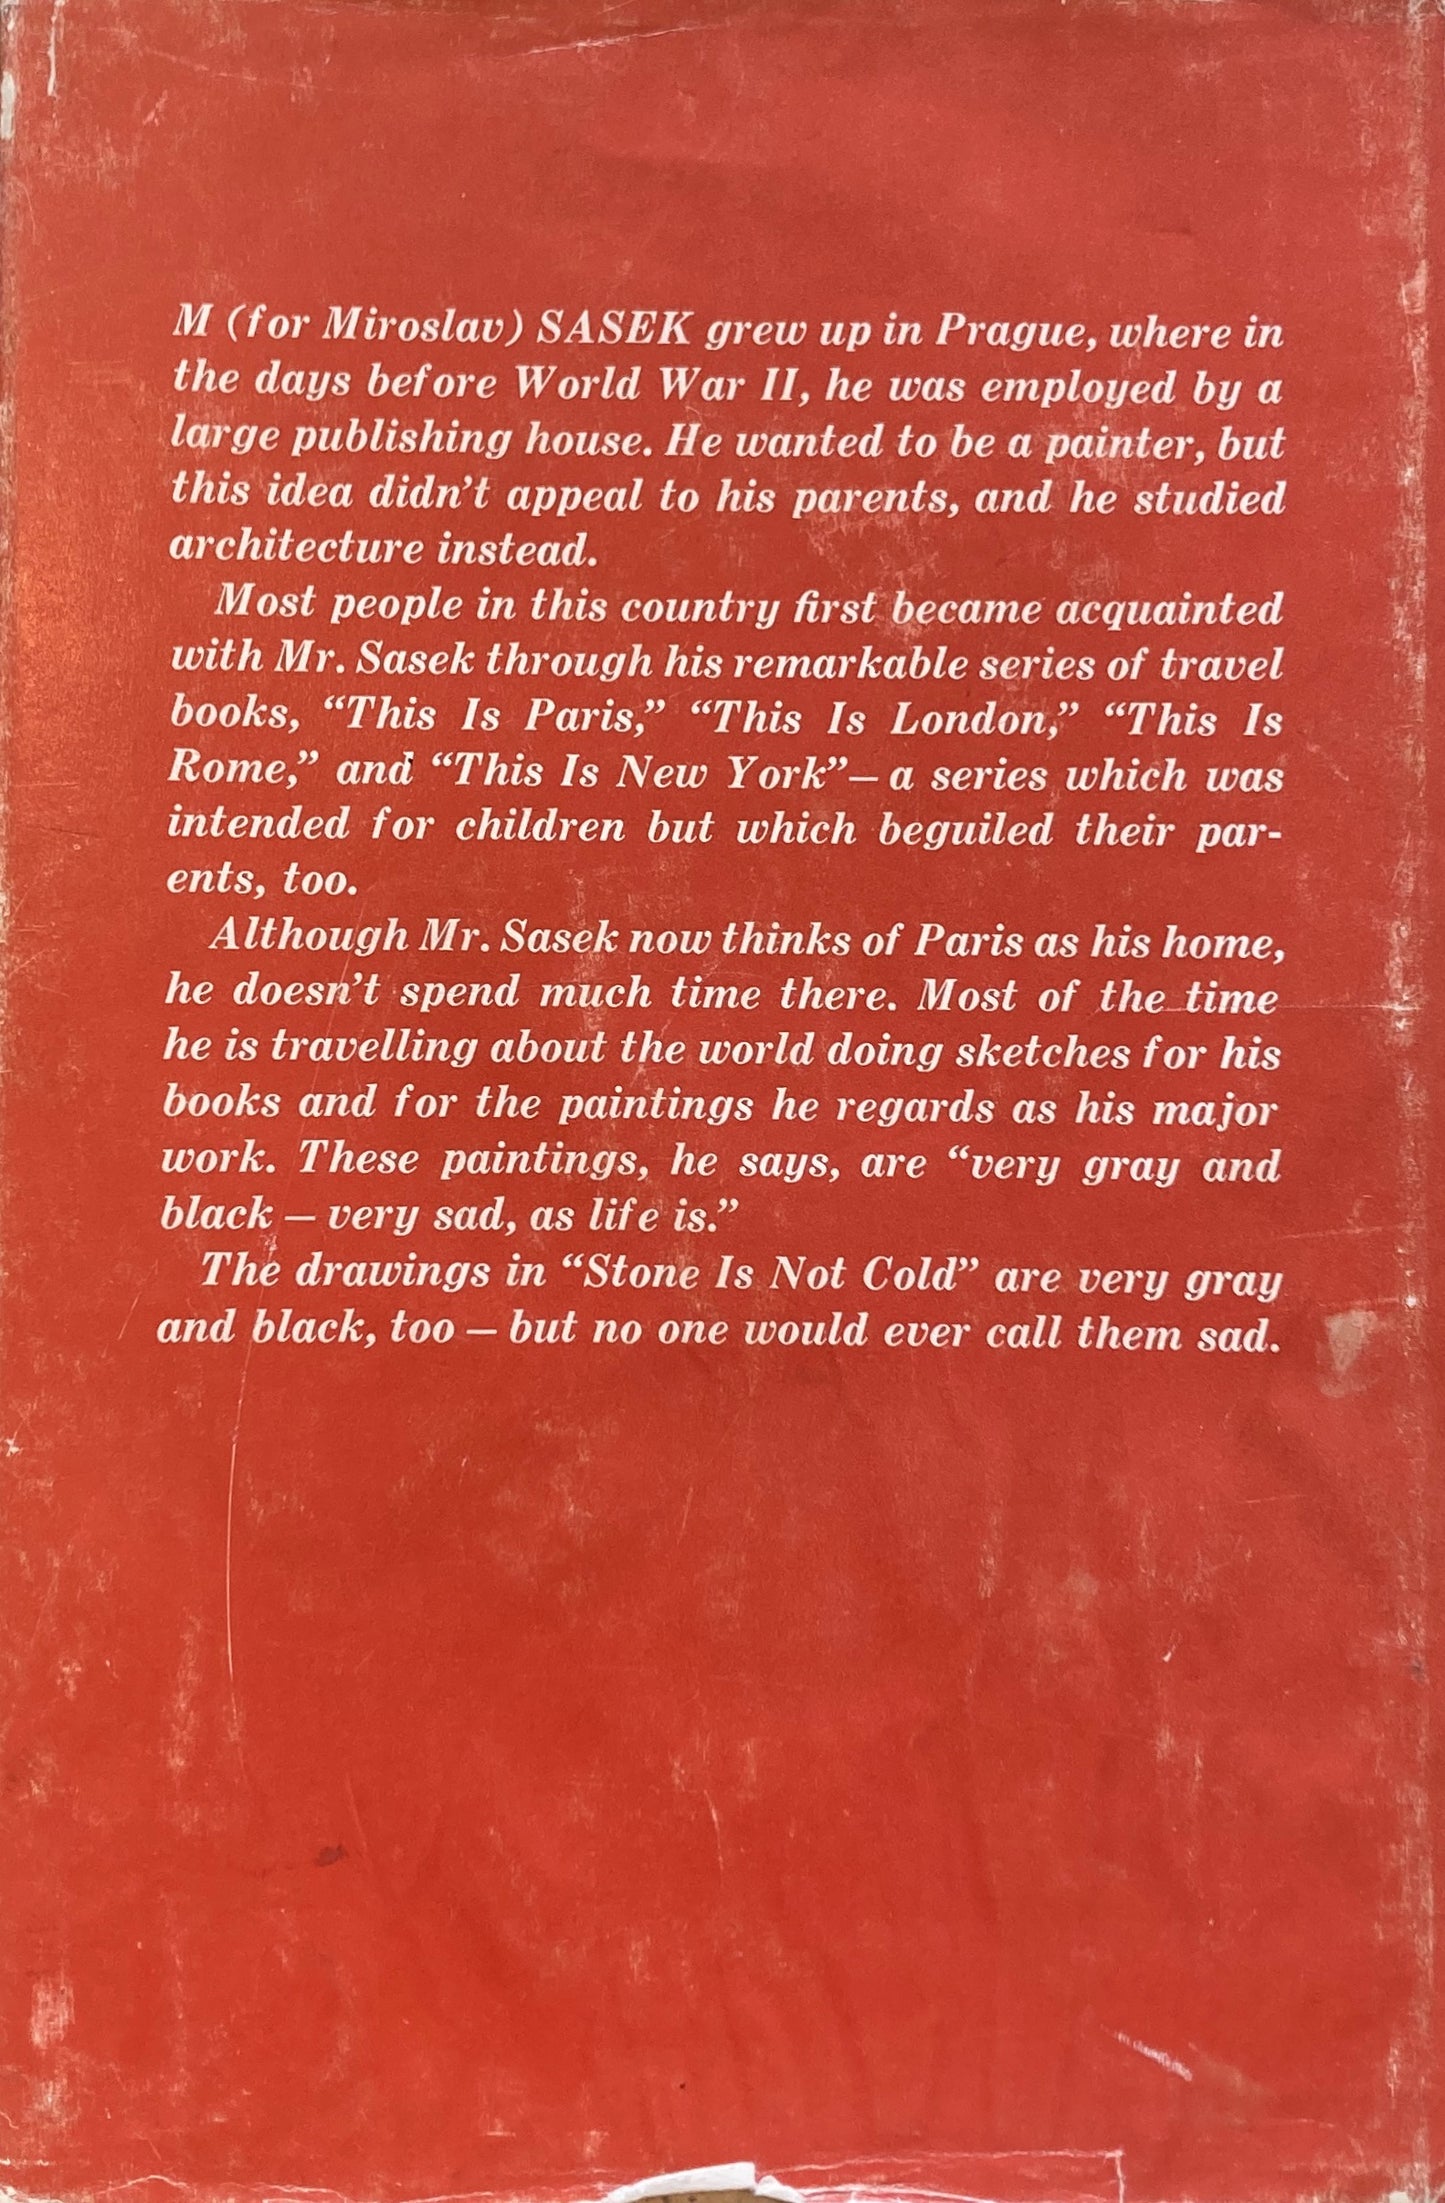 M (for Miroslav) SASEK grew up in Prague, where in
the days before World War II, he was employed by a
large publishing house. He wanted to be a painter, but
this idea didn’t appeal to his parents, and he studied
architecture instead.
Most people in this country first became acquainted
with Mr. Sasek through his remarkable series of travel
books, “This Is Paris,” “This Is London,” “This Is
Rome,” and “This Is New York”— a series which was
intended for children but which beguiled their par-
ents, too.
Although Mr. Sasek now thinks of Paris as his home,
he doesn’t spend much time there. Most of the time
he is travelling about the world doing sketches for his
books and for the paintings he regards as his major
work. These paintings, he says, are “very gray and
black — very sad, as life is.”
The drawings in “Stone Is Not Cold” are very gray
and black, too — but no one would ever call them sad.